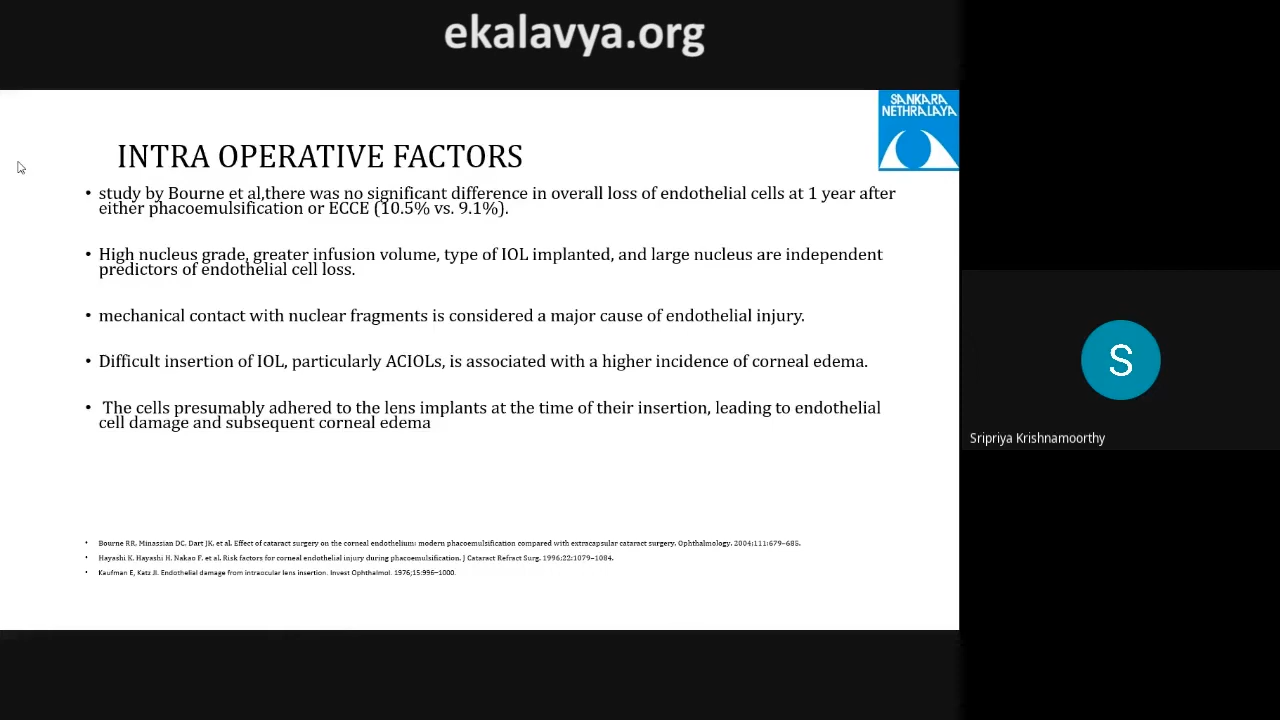 ekalavya.org
SANKARA
NETHRALAYA
INTRA OPERATIVE FACTORS
• study by Bourne et al,there was no significant difference in overall loss of endothelial cells at 1 year after
either phacoemulsification or ECCE (10.5% vs. 9.1%).
• High nucleus grade, greater infusion volume, type of IOL implanted, and large nucleus are independent
predictors of endothelial cell loss.
• mechanical contact with nuclear fragments is considered a major cause of endothelial injury.
• Difficult insertion of IOL, particularly ACIOLs, is associated with a higher incidence of corneal edema.
• The cells presumably adhered to the lens implants at the time of their insertion, leading to endothelial
cell damage and subsequent corneal edema
• Bourne RR, Minassian DC, Dart JK, et al. Effect of cataract surgery on the corneal endothelium: modern phacoemulsification compared with extracapsular cataract surgery. Ophthalmology. 2004;111:679–685.
• Hayashi K, Hayashi H, Nakao F, et al. Risk factors for corneal endothelial injury during phacoemulsification. J Cataract Refract Surg. 1996;22:1079–1084.
• Kaufman E, Katz JI. Endothelial damage from intraocular lens insertion. Invest Ophthalmol. 1976;15:996–1000.
S
Sripriya Krishnamoorthy